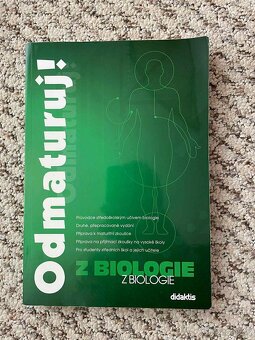 Odmaturuj!
Odmaturuj!
Průvodce středoškolským učivem biologie
Druhé, přepracované vydání
Příprava k maturitní zkoušce
Příprava na přijímací zkoušky na vysoké školy
Pro studenty středních škol a jejich učitele
Z BIOLOGIE
Z BIOLOGIE
didaktis